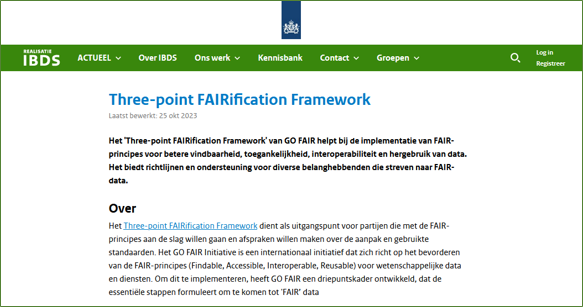 REALISATIE
IBDS
ACTUEEL
Over IBDS
Ons werk
Kennisbank
Contact
Groepen
Log in
Registreer
Three-point FAIRification Framework
Laatst bewerkt: 25 okt 2023
Het 'Three-point FAIRification Framework' van GO FAIR helpt bij de implementatie van FAIR-
principes voor betere vindbaarheid, toegankelijkheid, interoperabiliteit en hergebruik van data.
Het biedt richtlijnen en ondersteuning voor diverse belanghebbenden die streven naar FAIR-
data.
Over
Het Three-point FAIRification Framework dient als uitgangspunt voor partijen die met de FAIR-
principes aan de slag willen gaan en afspraken willen maken over de aanpak en gebruikte
standaarden. Het GO FAIR Initiative is een internationaal initiatief dat zich richt op het bevorderen
van de FAIR-principes (Findable, Accessible, Interoperable, Reusable) voor wetenschappelijke data
en diensten. Om dit te implementeren, heeft GO FAIR een driepuntskader ontwikkeld, dat de
essentiële stappen formuleert om te komen tot 'FAIR' data